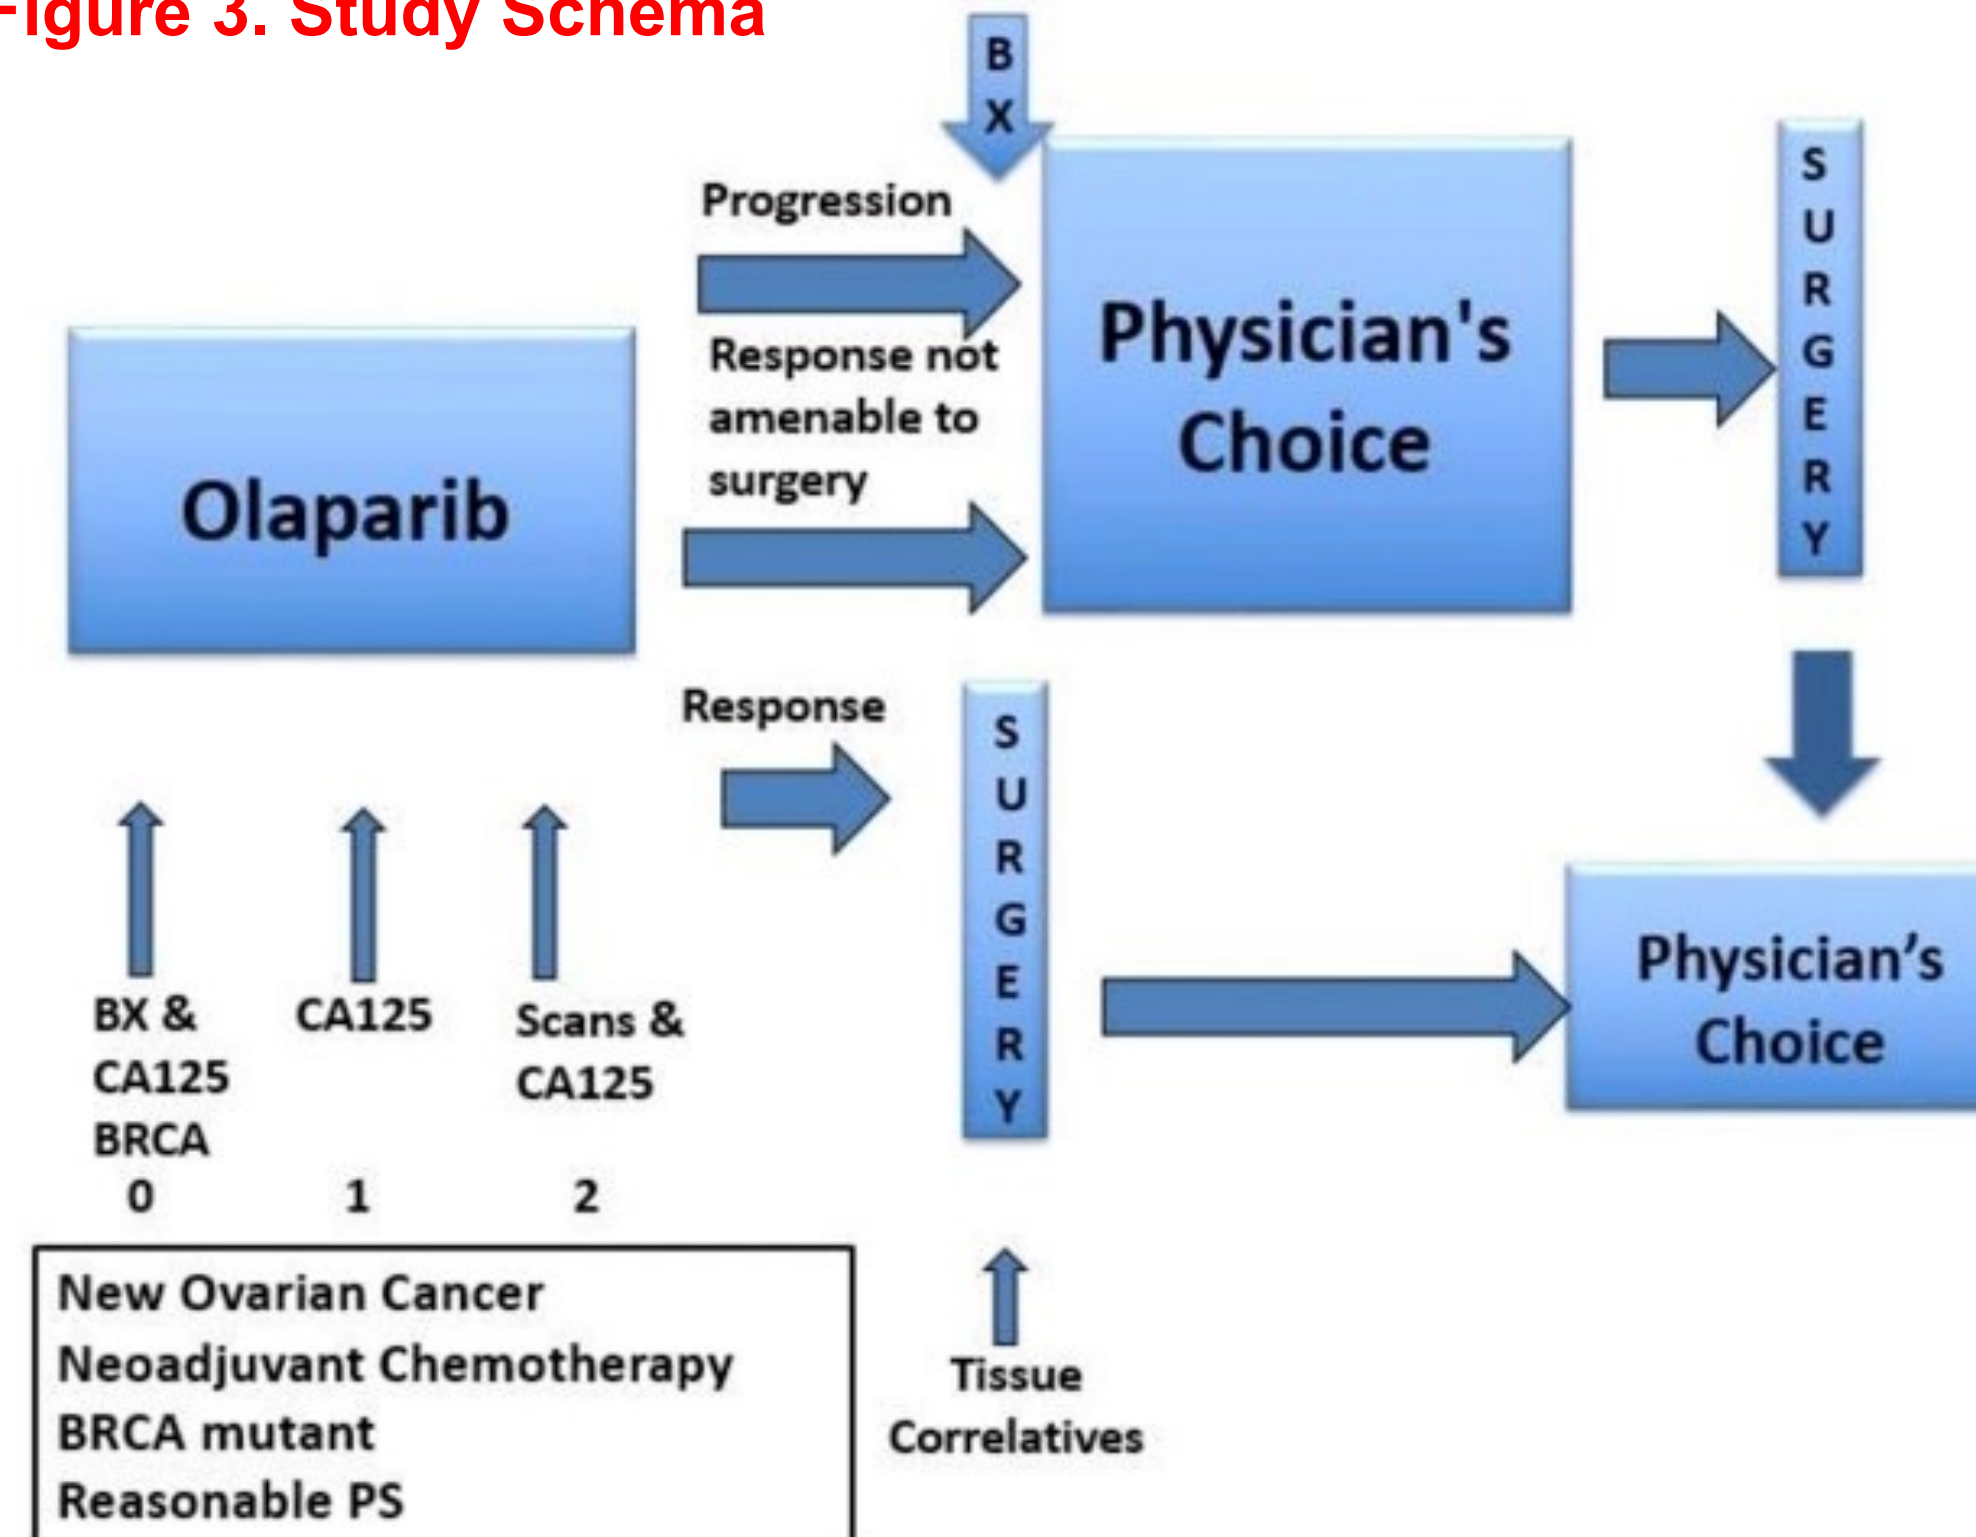 Figure 3. Study Schema
B
X
Progression
Response not
amenable to
surgery
Olaparib
Physician's
Choice
S
U
R
G
E
R
Y
Response
S
U
R
G
E
R
Y
Physician’s
Choice
BX &
CA125
BRCA
CA125
Scans &
CA125
0 1 2
New Ovarian Cancer
Neoadjuvant Chemotherapy
BRCA mutant
Reasonable PS
Tissue
Correlatives